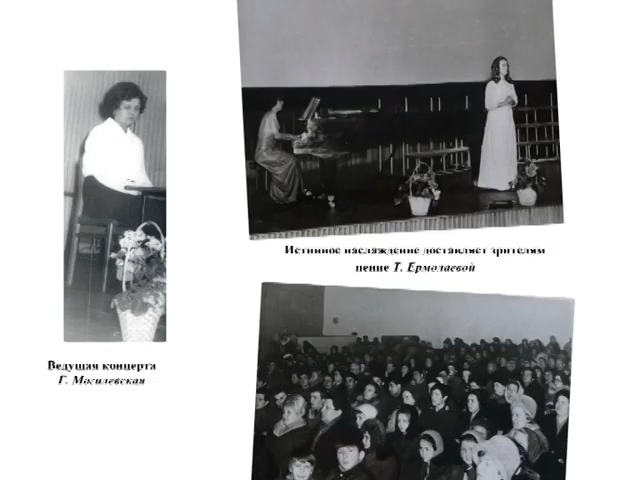 Истинное наслаждение доставляет зрителям
пение Т. Ермолаевой
Ведущая концерта
Г. Могилевская